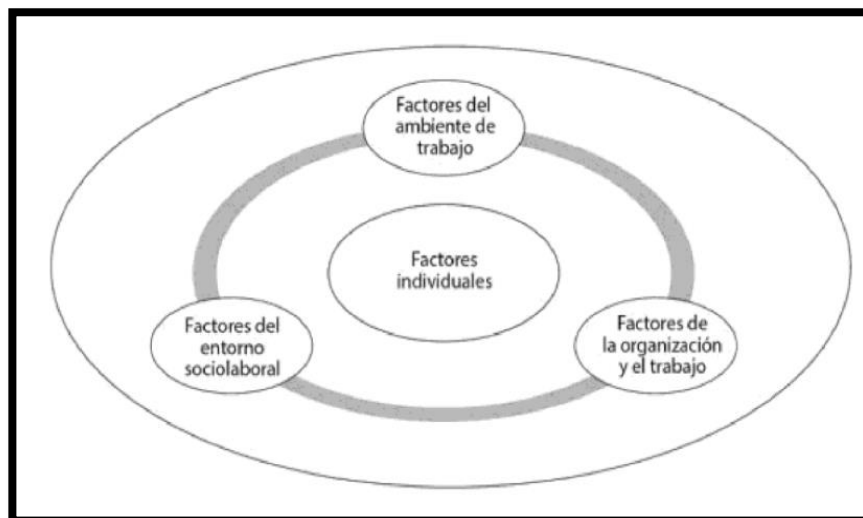 Factores del
ambiente de
trabajo
Factores
individuales
Factores del
entorno
sociolaboral
Factores de
la organización
y el trabajo